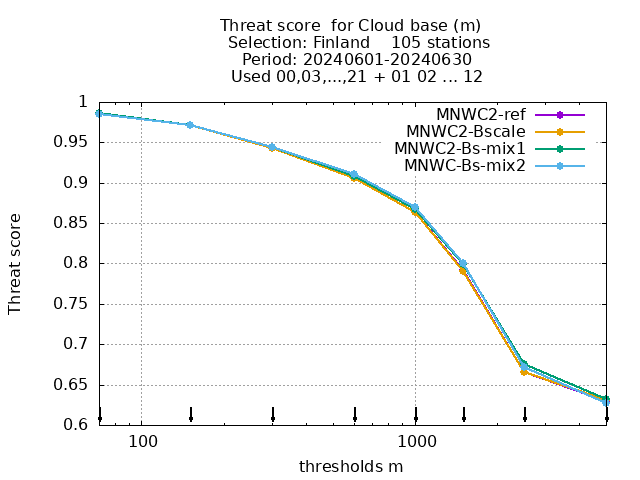 Threat score  for Cloud base (m)
Selection: Finland    105 stations
Period: 20240601-20240630
Used 00,03,...,21 + 01 02 ... 12
MNWC2-ref
MNWC2-Bscale
MNWC2-Bs-mix1
MNWC-Bs-mix2
Threat score
1
0.95
0.9
0.85
0.8
0.75
0.7
0.65
0.6
100 1000
thresholds m